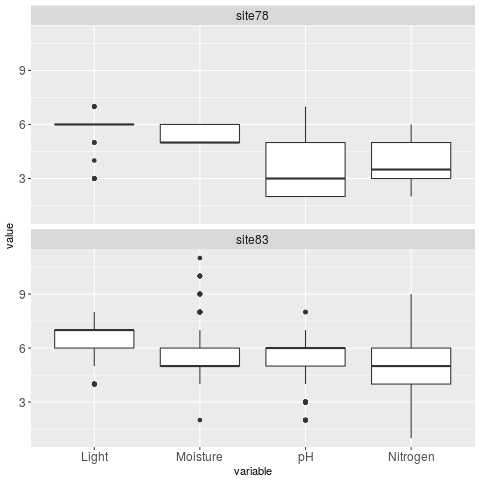 site78
9
6
3
value
site83
9
6
3
Light Moisture pH Nitrogen
variable